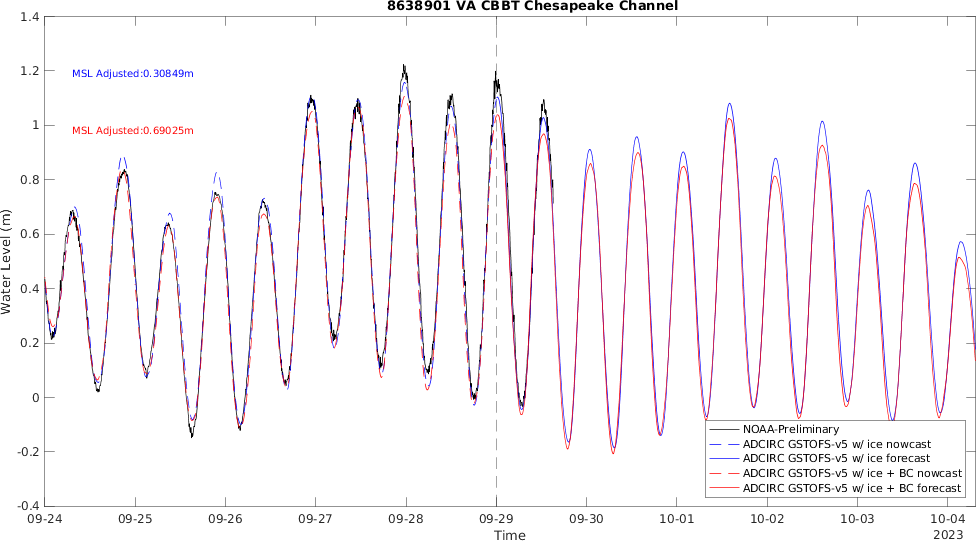 8638901 VA CBBT Chesapeake Channel
1.4
1.2
1
0.8
0.6
0.4
0.2
0
-0.2
-0.4
Water Level (m)
MSL Adjusted:0.30849m
MSL Adjusted:0.69025m
NOAA-Preliminary
ADCIRC GSTOFS-v5 w/ ice nowcast
ADCIRC GSTOFS-v5 w/ ice forecast
ADCIRC GSTOFS-v5 w/ ice + BC nowcast
ADCIRC GSTOFS-v5 w/ ice + BC forecast
09-24 09-25 09-26 09-27 09-28 09-29 09-30 10-01 10-02 10-03 10-04
2023
Time